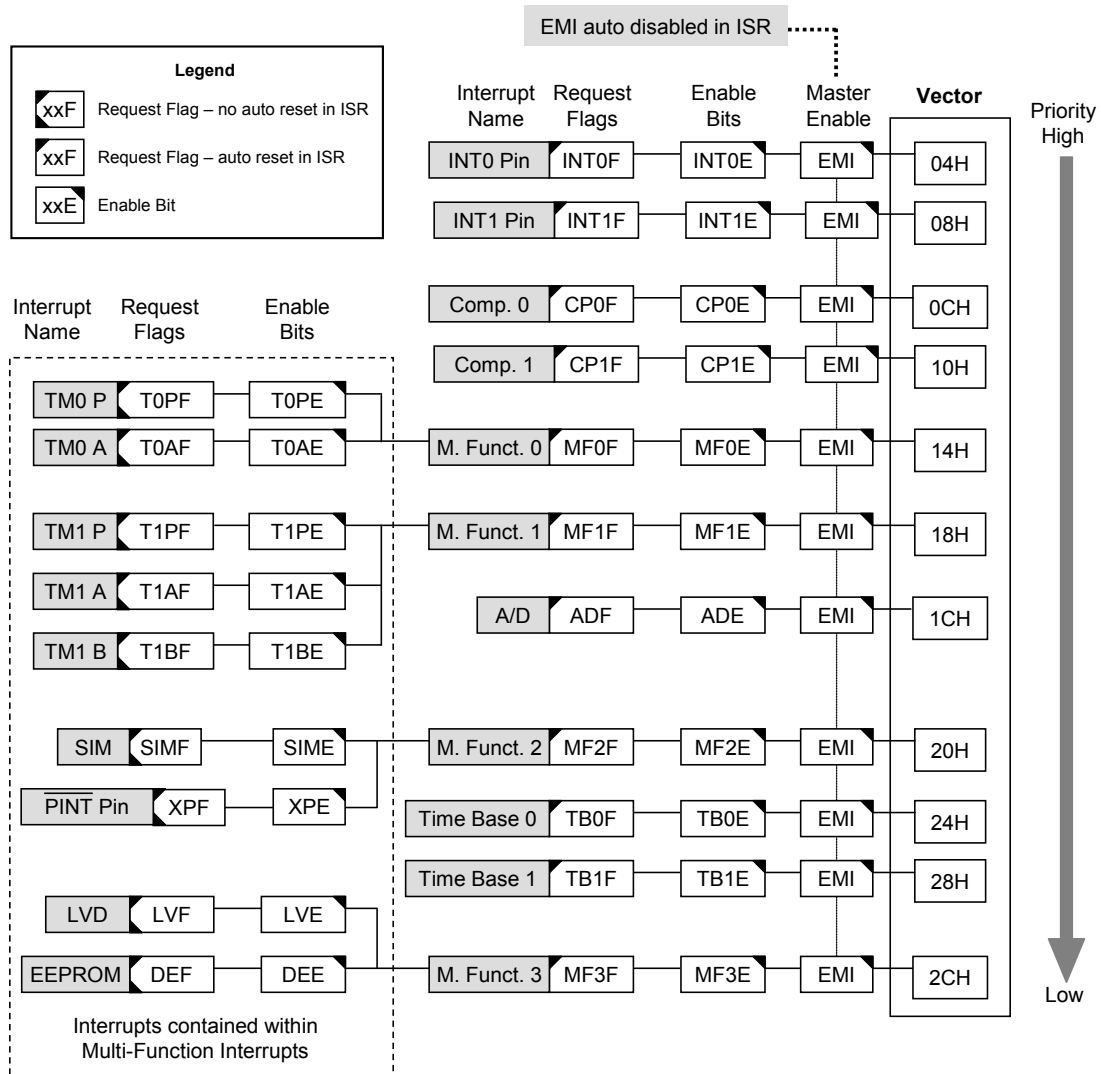 EMI auto disabled in ISR
Legend
xxF Request Flag – no auto reset in ISR
xxF Request Flag – auto reset in ISR
xxE Enable Bit
Interrupt Name
Request Flags
Enable Bits
Master Enable
Vector
Priority High
INT0 Pin INT0F INT0E EMI 04H
INT1 Pin INT1F INT1E EMI 08H
Comp. 0 CP0F CP0E EMI 0CH
Comp. 1 CP1F CP1E EMI 10H
Interrupt Name
Request Flags
Enable Bits
TM0 P T0PF T0PE
TM0 A T0AF T0AE M. Funct. 0 MF0F MF0E EMI 14H
TM1 P T1PF T1PE M. Funct. 1 MF1F MF1E EMI 18H
TM1 A T1AF T1AE
A/D ADF ADE EMI 1CH
TM1 B T1BF T1BE
SIM SIMF SIME M. Funct. 2 MF2F MF2E EMI 20H
PINT Pin XPF XPE
Time Base 0 TB0F TB0E EMI 24H
Time Base 1 TB1F TB1E EMI 28H
LVD LVF LVE
EEPROM DEF DEE M. Funct. 3 MF3F MF3E EMI 2CH
Low
Interrupts contained within
Multi-Function Interrupts